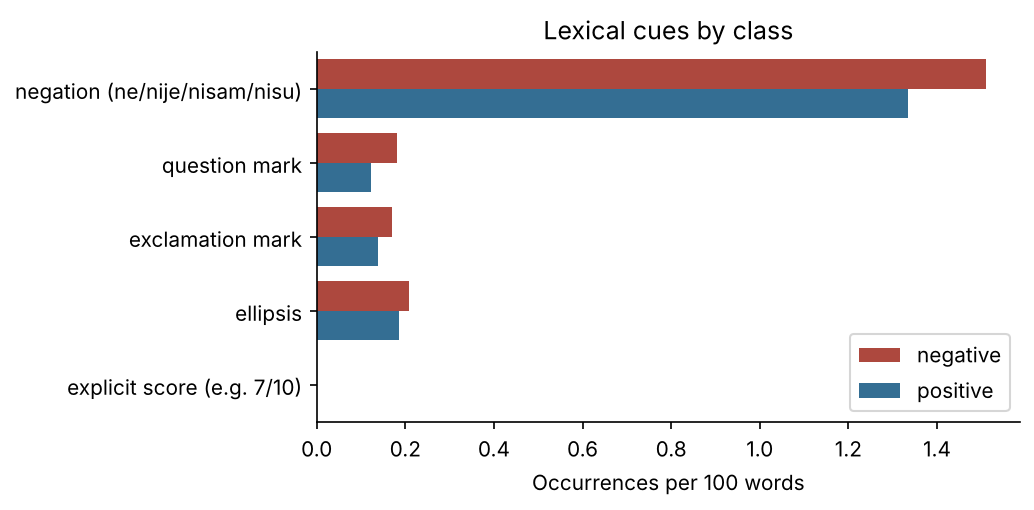 Lexical cues by class
negation (ne/nije/nisam/nisu)
question mark
exclamation mark
ellipsis
explicit score (e.g. 7/10)
negative
positive
0.0 0.2 0.4 0.6 0.8 1.0 1.2 1.4
Occurrences per 100 words